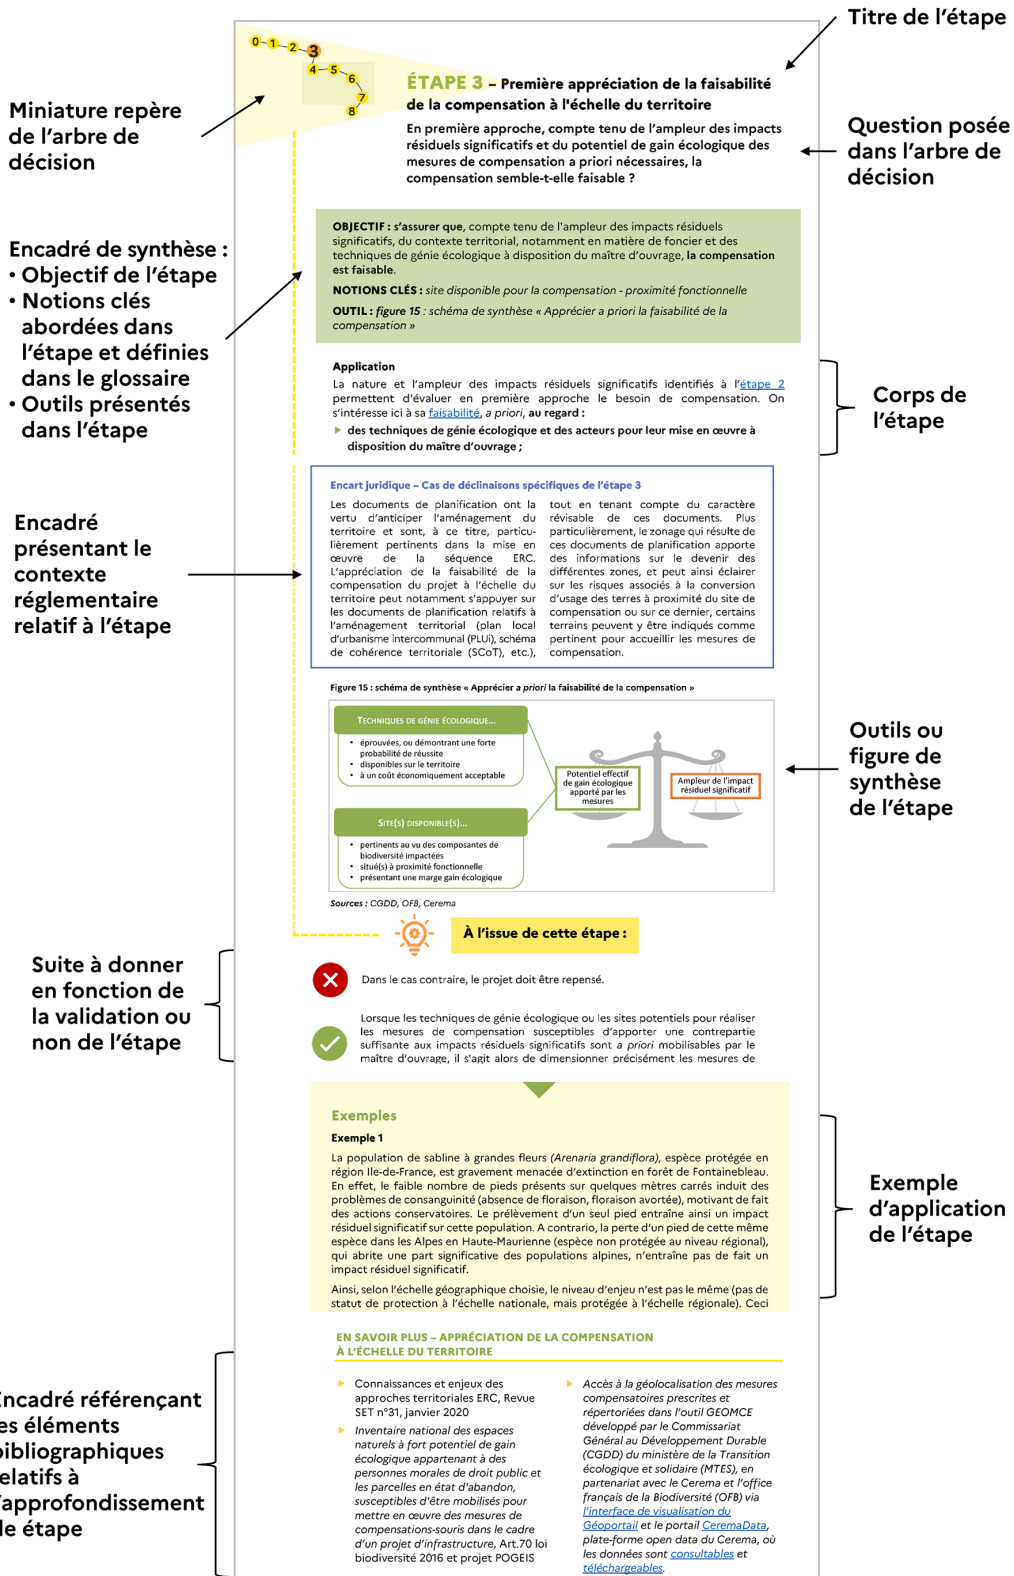 Titre de l'étape
0 1 2 3
4 5 6 7 8
Miniature repère
de l'arbre de
décision
ÉTAPE 3 – Première appréciation de la faisabilité
de la compensation à l'échelle du territoire
En première approche, compte tenu de l'ampleur des impacts
résiduels significatifs et du potentiel de gain écologique des
mesures de compensation a priori nécessaires, la
compensation semble-t-elle faisable ?
Question posée
dans l'arbre de
décision
Encadré de synthèse :
• Objectif de l'étape
• Notions clés
abordées dans
l'étape et définies
dans le glossaire
• Outils présentés
dans l'étape
OBJECTIF : s'assurer que, compte tenu de l'ampleur des impacts résiduels
significatifs, du contexte territorial, notamment en matière de foncier et des
techniques de génie écologique à disposition du maître d'ouvrage, la compensation
est faisable.
NOTIONS CLÉS : site disponible pour la compensation - proximité fonctionnelle
OUTIL : figure 15 : schéma de synthèse « Apprécier a priori la faisabilité de la
compensation »
Application
La nature et l'ampleur des impacts résiduels significatifs identifiés à l'étape 2
permettent d'évaluer en première approche le besoin de compensation. On
s'intéresse ici à sa faisabilité, a priori, au regard :
► des techniques de génie écologique et des acteurs pour leur mise en œuvre à
disposition du maître d'ouvrage ;
Corps de
l'étape
Encadré
présentant le
contexte
réglementaire
relatif à l'étape
Encart juridique – Cas de déclinaisons spécifiques de l'étape 3
Les documents de planification ont la
vertu d'anticiper l'aménagement du
territoire et sont, à ce titre, particu-
lièrement pertinents dans la mise en
œuvre de la séquence ERC.
L'appréciation de la faisabilité de la
compensation du projet à l'échelle du
territoire peut notamment s'appuyer sur
les documents de planification relatifs à
l'aménagement territorial (plan local
d'urbanisme intercommunal (PLUi), schéma
de cohérence territoriale (SCoT), etc.),
tout en tenant compte du caractère
révisable de ces documents. Plus
particulièrement, le zonage qui résulte de
ces documents de planification apporte
des informations sur le devenir des
différentes zones, et peut ainsi éclairer
sur les risques associés à la conversion
d'usage des terres à proximité du site de
compensation ou sur ce dernier, certains
terrains peuvent y être indiqués comme
pertinent pour accueillir les mesures de
compensation.
Figure 15 : schéma de synthèse « Apprécier a priori la faisabilité de la compensation »
TECHNIQUES DE GÉNIE ÉCOLOGIQUE...
• éprouvées, ou démontrant une forte
probabilité de réussite
• disponibles sur le territoire
• à un coût économiquement acceptable
SITE(S) DISPONIBLE(S)...
• pertinents au vu des composantes de
biodiversité impactées
• situé(s) à proximité fonctionnelle
• présentant une marge gain écologique
Potentiel effectif
de gain écologique
apporté par les
mesures
Ampleur de l'impact
résiduel significatif
Outils ou
figure de
synthèse
de l'étape
Sources : CGDD, OFB, Cerema
À l'issue de cette étape :
Suite à donner
en fonction de
la validation ou
non de l'étape
Dans le cas contraire, le projet doit être repensé.
Lorsque les techniques de génie écologique ou les sites potentiels pour réaliser
les mesures de compensation susceptibles d'apporter une contrepartie
suffisante aux impacts résiduels significatifs sont a priori mobilisables par le
maître d'ouvrage, il s'agit alors de dimensionner précisément les mesures de
Exemples
Exemple 1
La population de sabline à grandes fleurs (Arenaria grandiflora), espèce protégée en
région Ile-de-France, est gravement menacée d'extinction en forêt de Fontainebleau.
En effet, le faible nombre de pieds présents sur quelques mètres carrés induit des
problèmes de consanguinité (absence de floraison, floraison avortée), motivant de fait
des actions conservatoires. Le prélèvement d'un seul pied entraîne ainsi un impact
résiduel significatif sur cette population. A contrario, la perte d'un pied de cette même
espèce dans les Alpes en Haute-Maurienne (espèce non protégée au niveau régional),
qui abrite une part significative des populations alpines, n'entraîne pas de fait un
impact résiduel significatif.
Ainsi, selon l'échelle géographique choisie, le niveau d'enjeu n'est pas le même (pas de
statut de protection à l'échelle nationale, mais protégée à l'échelle régionale). Ceci
Exemple
d'application
de l'étape
EN SAVOIR PLUS – APPRÉCIATION DE LA COMPENSATION
À L'ÉCHELLE DU TERRITOIRE
► Connaissances et enjeux des
approches territoriales ERC, Revue
SET n°31, janvier 2020
► Inventaire national des espaces
naturels à fort potentiel de gain
écologique appartenant à des
personnes morales de droit public et
les parcelles en état d'abandon,
susceptibles d'être mobilisés pour
mettre en œuvre des mesures de
compensations-souris dans le cadre
d'un projet d'infrastructure, Art.70 loi
biodiversité 2016 et projet POGEIS
► Accès à la géolocalisation des mesures
compensatoires prescrites et
répertoriées dans l'outil GEOMCE
développé par le Commissariat
Général au Développement Durable
(CGDD) du ministère de la Transition
écologique et solidaire (MTES), en
partenariat avec le Cerema et l'office
français de la Biodiversité (OFB) via
l'interface de visualisation du
Géoportail et le portail CeremaData,
plate-forme open data du Cerema, où
les données sont consultables et
téléchargeables.
Encadré référençant
les éléments
bibliographiques
relatifs à
l'approfondissement
de étape